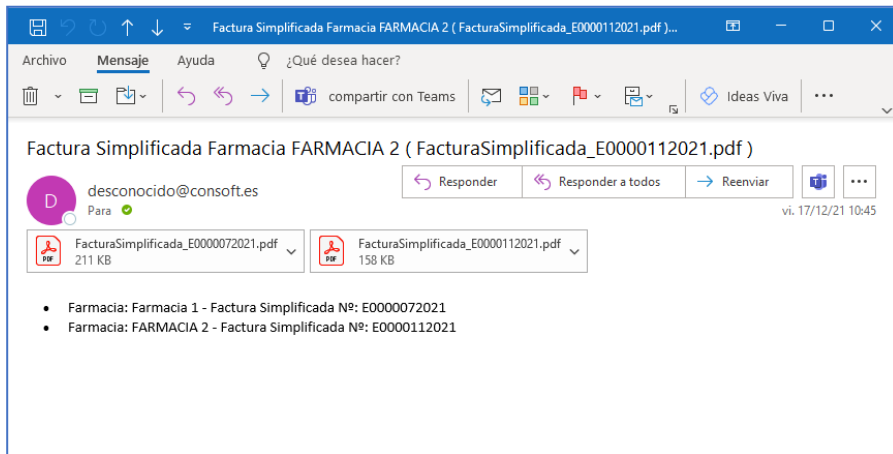 Factura Simplificada Farmacia FARMACIA 2 ( FacturaSimplificada_E0000112021.pdf )...
Archivo Mensaje Ayuda ¿Qué desea hacer?
compartir con Teams Ideas Viva
Factura Simplificada Farmacia FARMACIA 2 ( FacturaSimplificada_E0000112021.pdf )
D
desconocido@consoft.es
Para
Responder Responder a todos Reenviar
vi. 17/12/21 10:45
PDF FacturaSimplificada_E0000072021.pdf
211 KB
PDF FacturaSimplificada_E0000112021.pdf
158 KB
• Farmacia: Farmacia 1 - Factura Simplificada Nº: E0000072021
• Farmacia: FARMACIA 2 - Factura Simplificada Nº: E0000112021